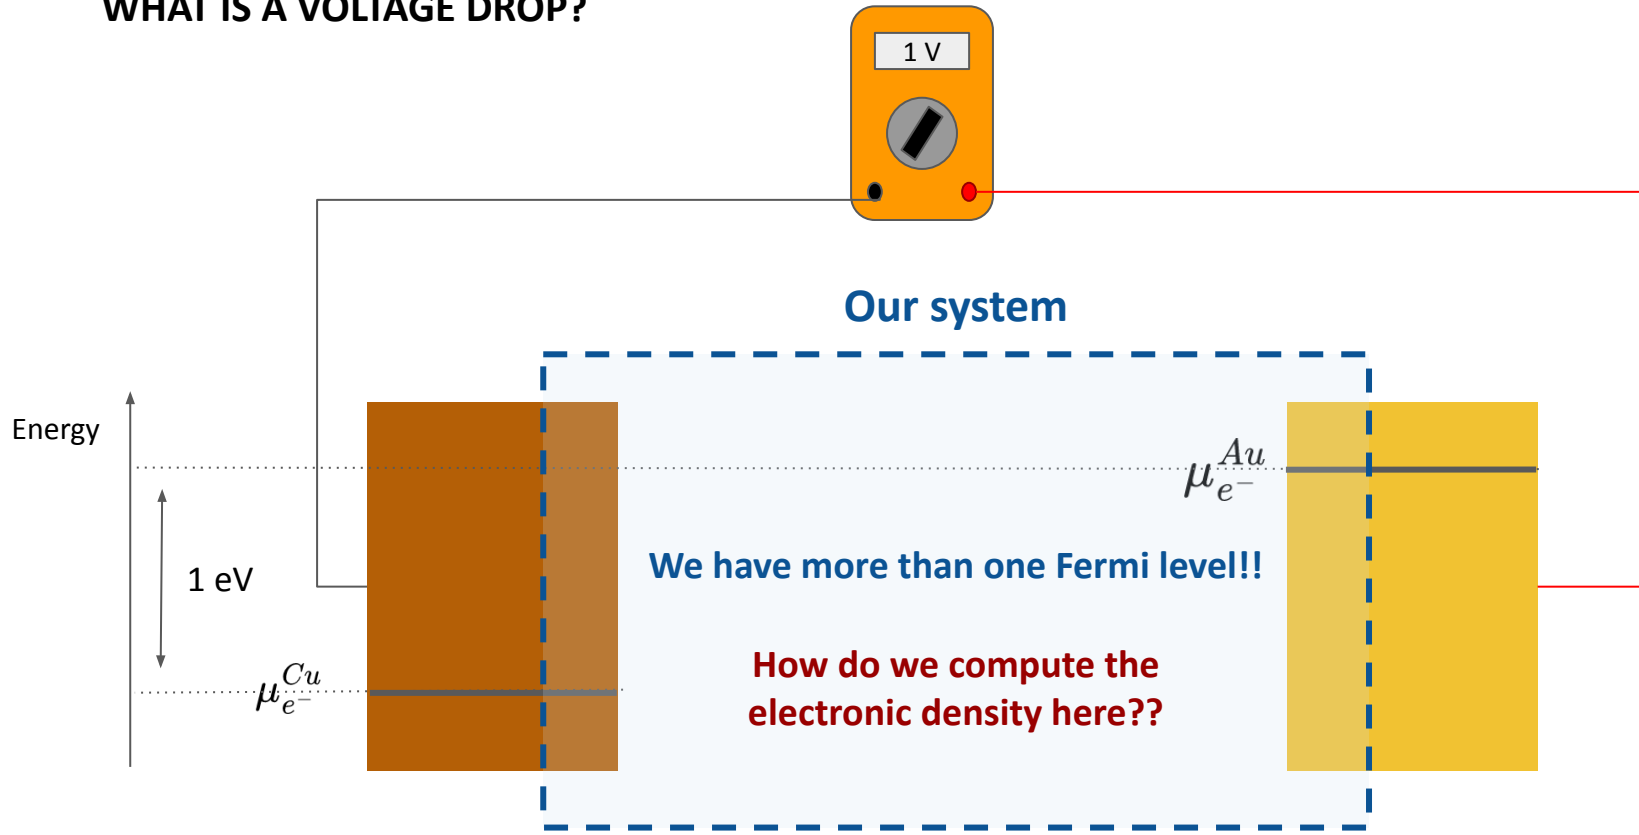 WHAT IS A VOLTAGE DROP?
1 V
Our system
Energy
μ_{e^-}^{Au}
We have more than one Fermi level!!
1 eV
How do we compute the
electronic density here??
μ_{e^-}^{Cu}